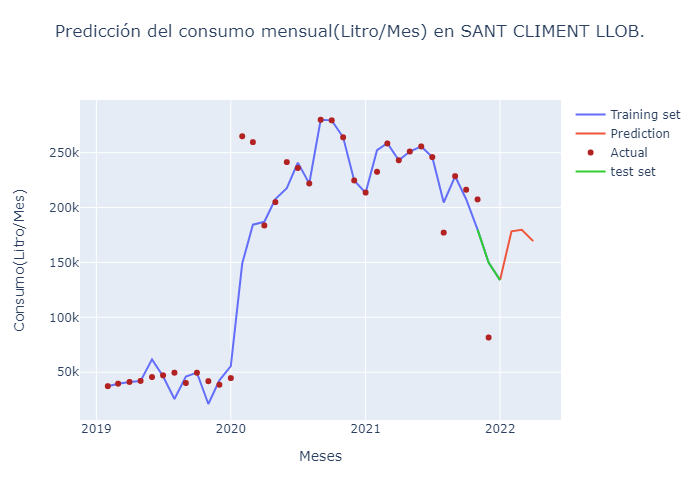 Predicción del consumo mensual(Litro/Mes) en SANT CLIMENT LLOB.
Training set
Prediction
Actual
test set
Consumo(Litro/Mes)
250k
200k
150k
100k
50k
2019
2020
2021
2022
Meses